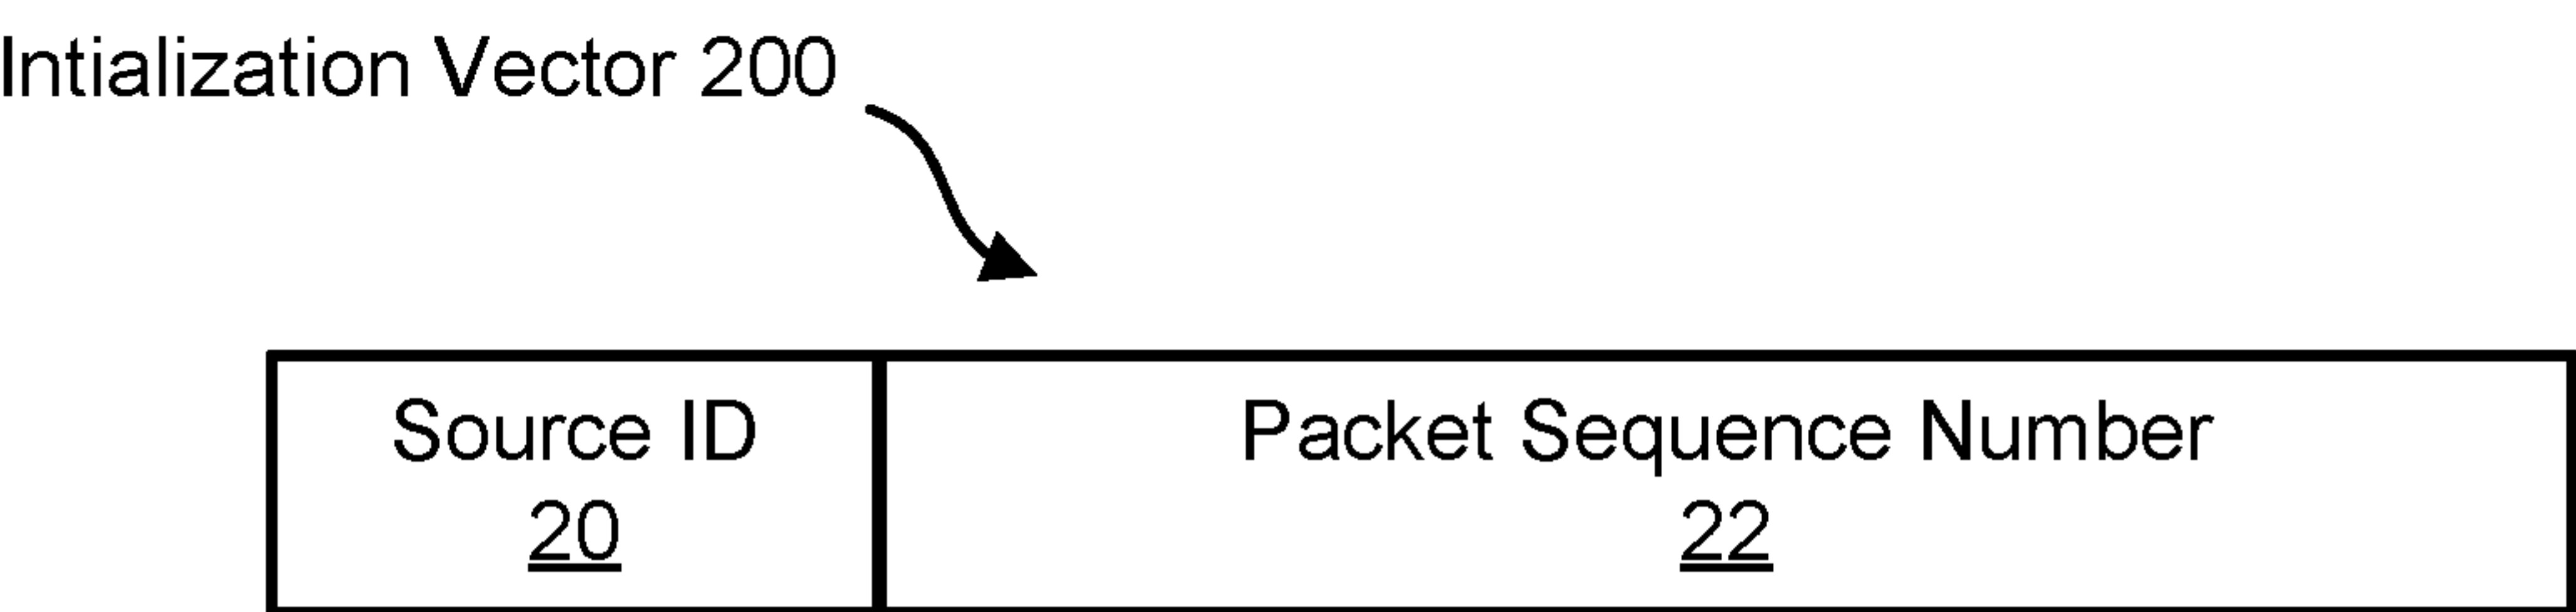 Intialization Vector 200
Source ID
20
Packet Sequence Number
22